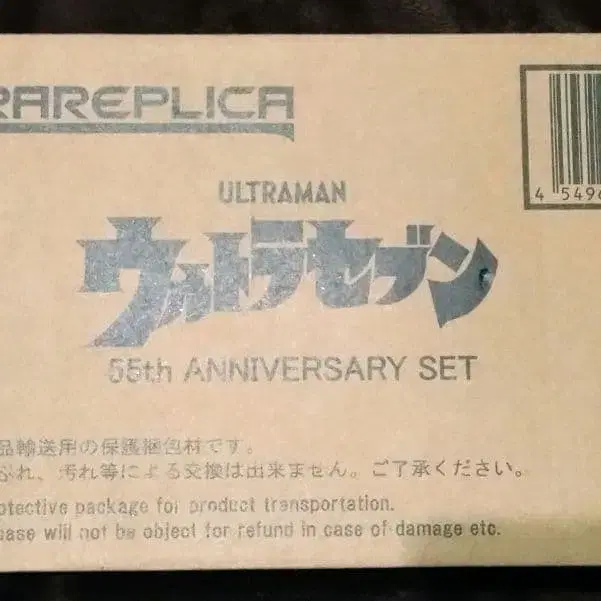 RAREPLICA
4 5496
ULTRAMAN
ウルトラセブン
55th ANNIVERSARY SET
品輸送用の保護梱包材です。
ぶれ、汚れ等による交換は出来ません。ご了承ください。
otective package for product transportation.
case will not be object for refund in case of damage etc.